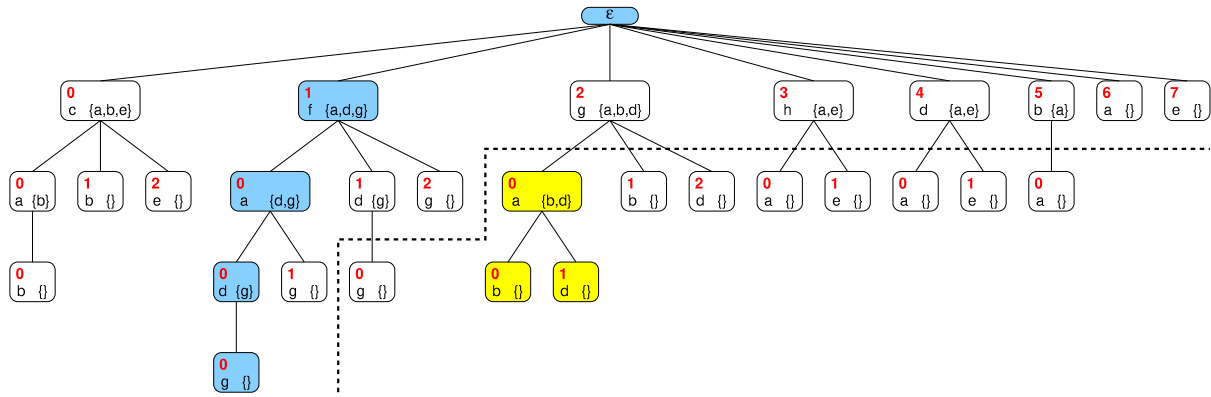 ε
0 1 2 3 4 5 6 7
c {a,b,e} f {a,d,g} g {a,b,d} h {a,e} d {a,e} b {a} a {} e {}
0 1 2 0 1 2 0 1 2 0 1 0 1 0
a {b} b {} e {} a {d,g} d {g} g {} a {b,d} b {} d {} a {} e {} a {} e {} a {}
0 0 1 0 0 1
b {} d {g} g {} g {} b {} d {}
0
g {}